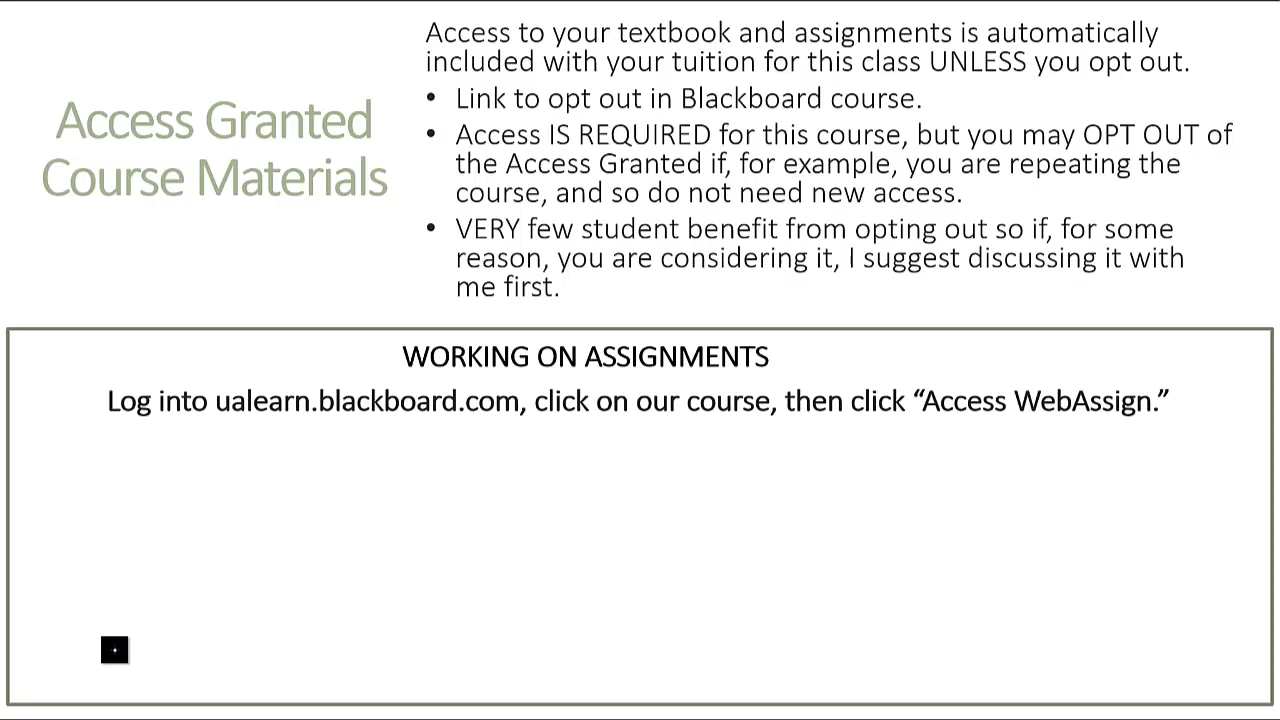 Access Granted
Course Materials
Access to your textbook and assignments is automatically
included with your tuition for this class UNLESS you opt out.
• Link to opt out in Blackboard course.
• Access IS REQUIRED for this course, but you may OPT OUT of
the Access Granted if, for example, you are repeating the
course, and so do not need new access.
• VERY few student benefit from opting out so if, for some
reason, you are considering it, I suggest discussing it with
me first.
WORKING ON ASSIGNMENTS
Log into ualearn.blackboard.com, click on our course, then click “Access WebAssign.”